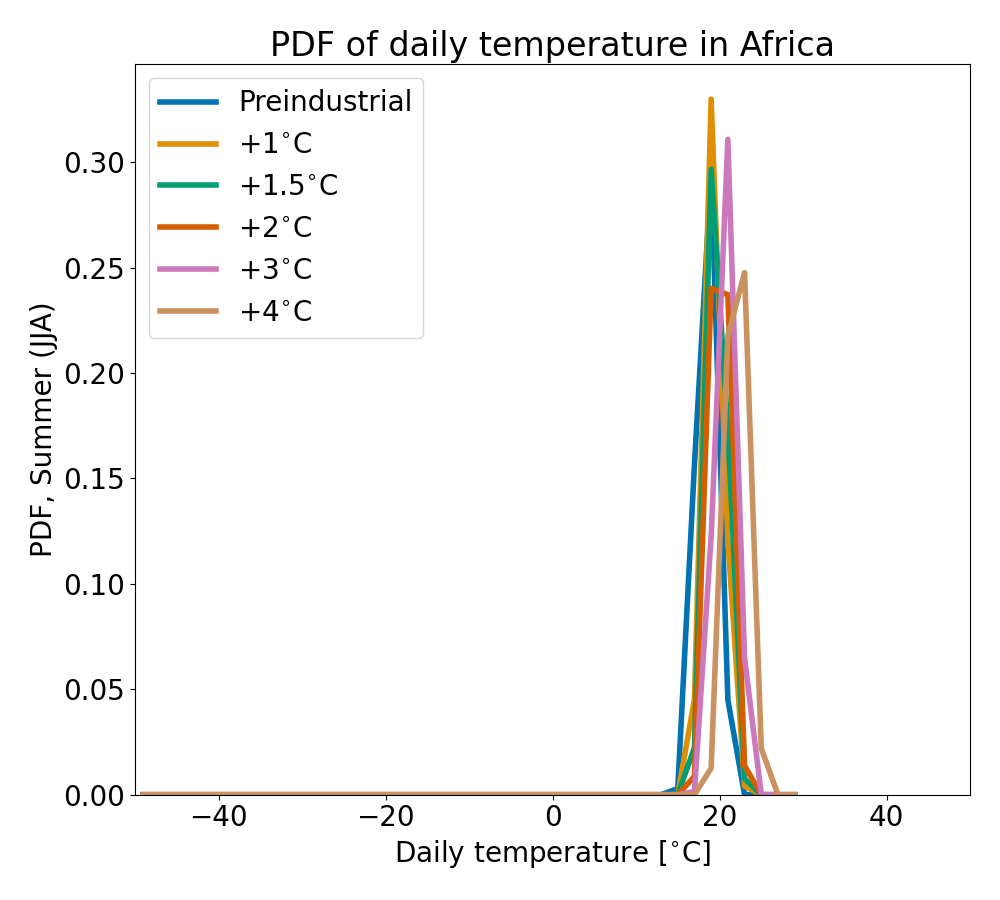 PDF of daily temperature in Africa
Preindustrial
+1°C
+1.5°C
+2°C
+3°C
+4°C
PDF, Summer (JJA)
0.30
0.25
0.20
0.15
0.10
0.05
0.00
−40
−20
0
20
40
Daily temperature [°C]